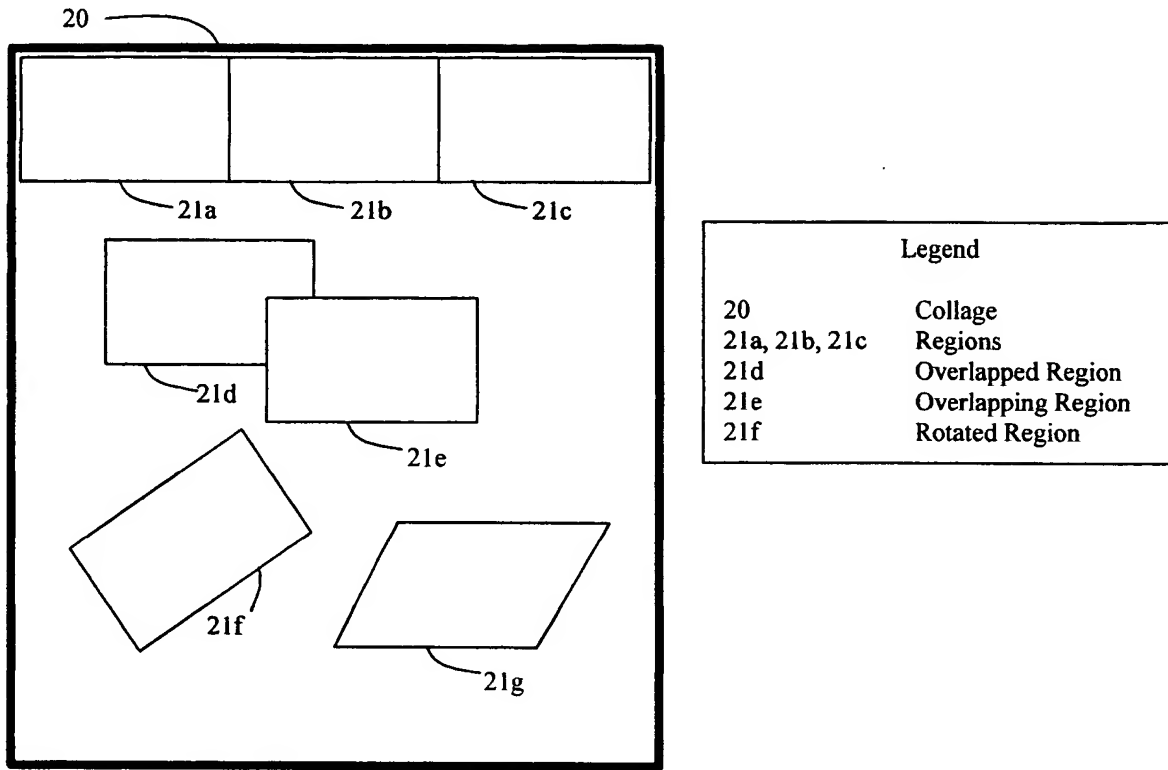 20
21a
21b
21c
21d
21e
21f
21g
Legend
20 Collage
21a, 21b, 21c Regions
21d Overlapped Region
21e Overlapping Region
21f Rotated Region